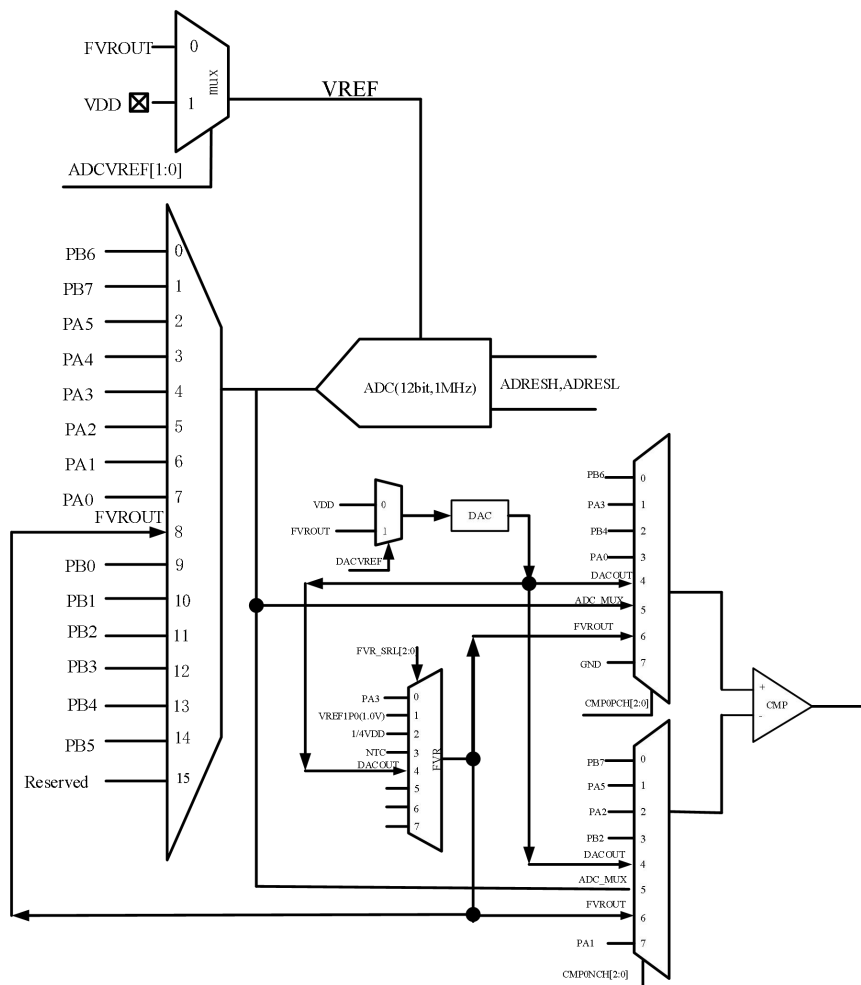 FVROUT
0
VDD
1
mux
VREF
ADCVREF[1:0]
PB6
0
PB7
1
PA5
2
PA4
3
PA3
4
PA2
5
PA1
6
PA0
7
FVROUT
8
PB0
9
PB1
10
PB2
11
PB3
12
PB4
13
PB5
14
Reserved
15
ADC(12bit,1MHz)
ADRESH,ADRESL
VDD
0
FVROUT
1
DACVREF
DAC
FVR_SRL[2:0]
PA3
0
VREF1P0(1.0V)
1
1/4VDD
2
NTC
3
DACOUT
4
5
6
7
FVR
PB6
0
PA3
1
PB4
2
PA0
3
DACOUT
4
ADC_MUX
5
FVROUT
6
GND
7
CMP0PCH[2:0]
+
-
CMP
PB7
0
PA5
1
PA2
2
PB2
3
DACOUT
4
ADC_MUX
5
FVROUT
6
PA1
7
CMP0NCH[2:0]